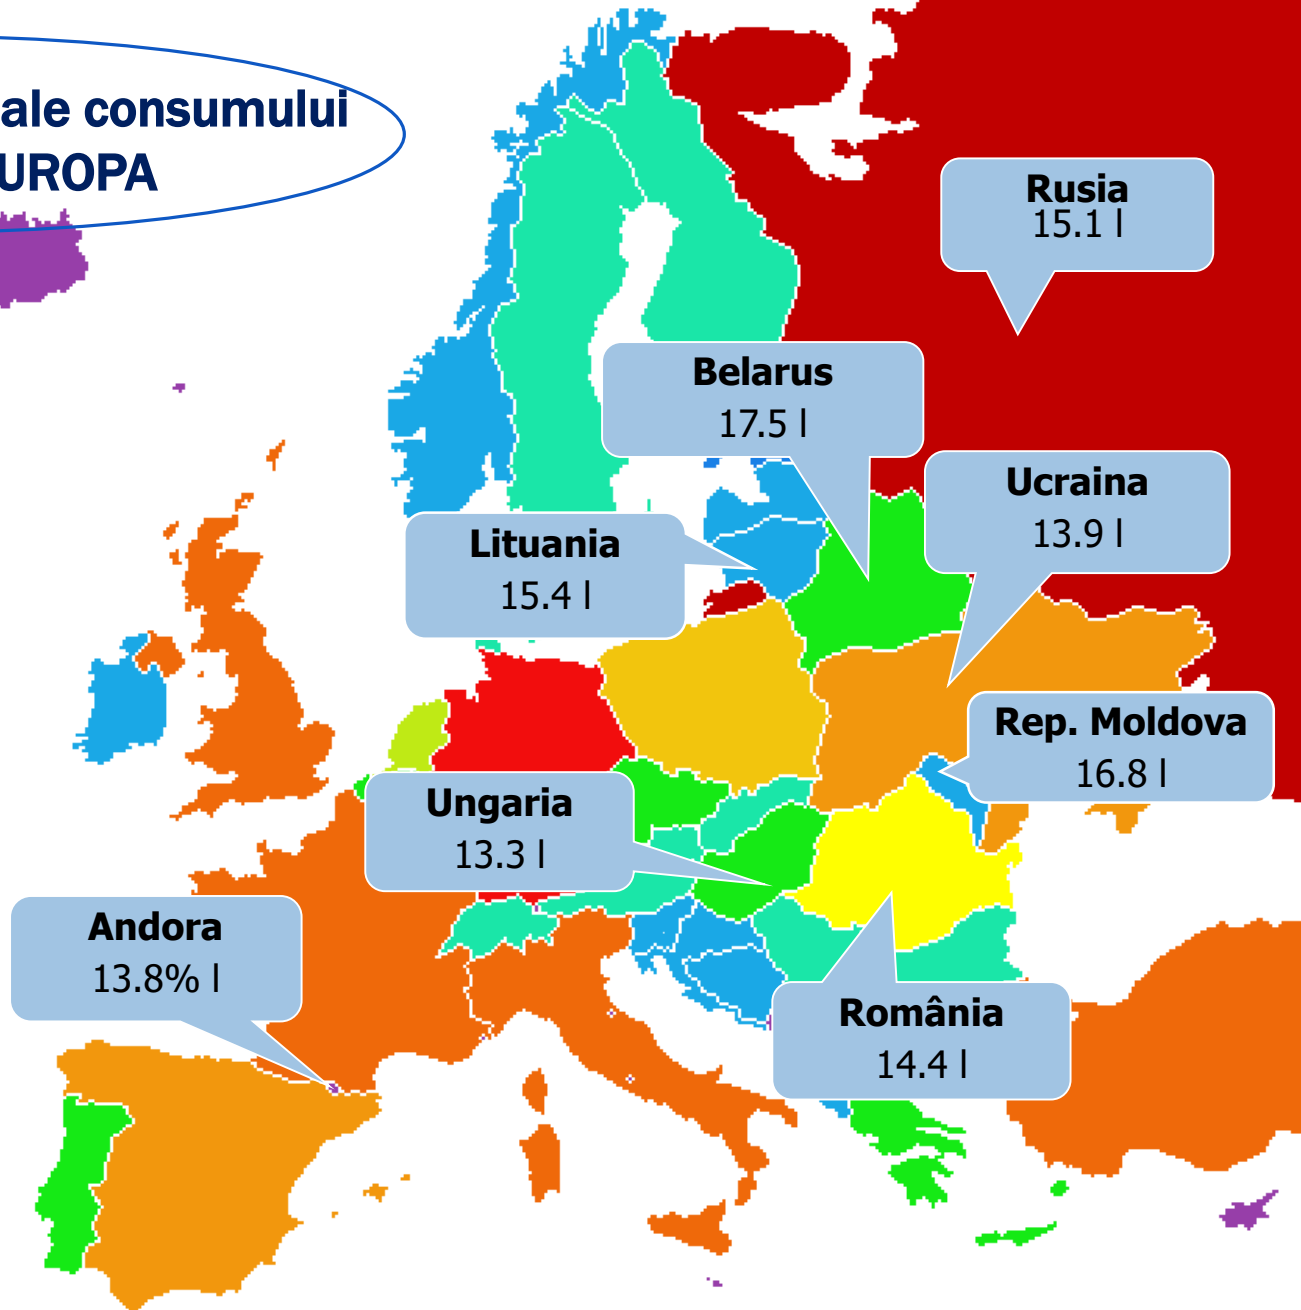 ale consumului
UROPA
Rusia
15.1 l
Belarus
17.5 l
Ucraina
13.9 l
Lituania
15.4 l
Rep. Moldova
16.8 l
Ungaria
13.3 l
Andora
13.8% l
România
14.4 l